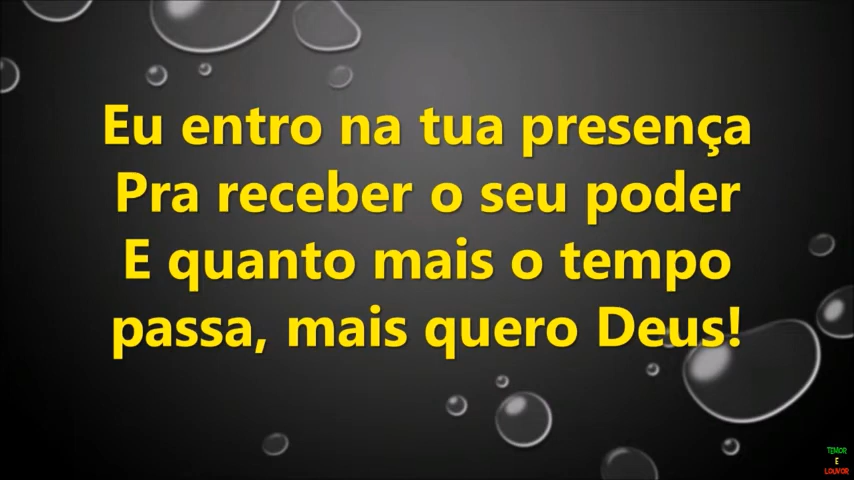 Eu entro na tua presença
Pra receber o seu poder
E quanto mais o tempo
passa, mais quero Deus!
TEMOR
E
LOUVOR